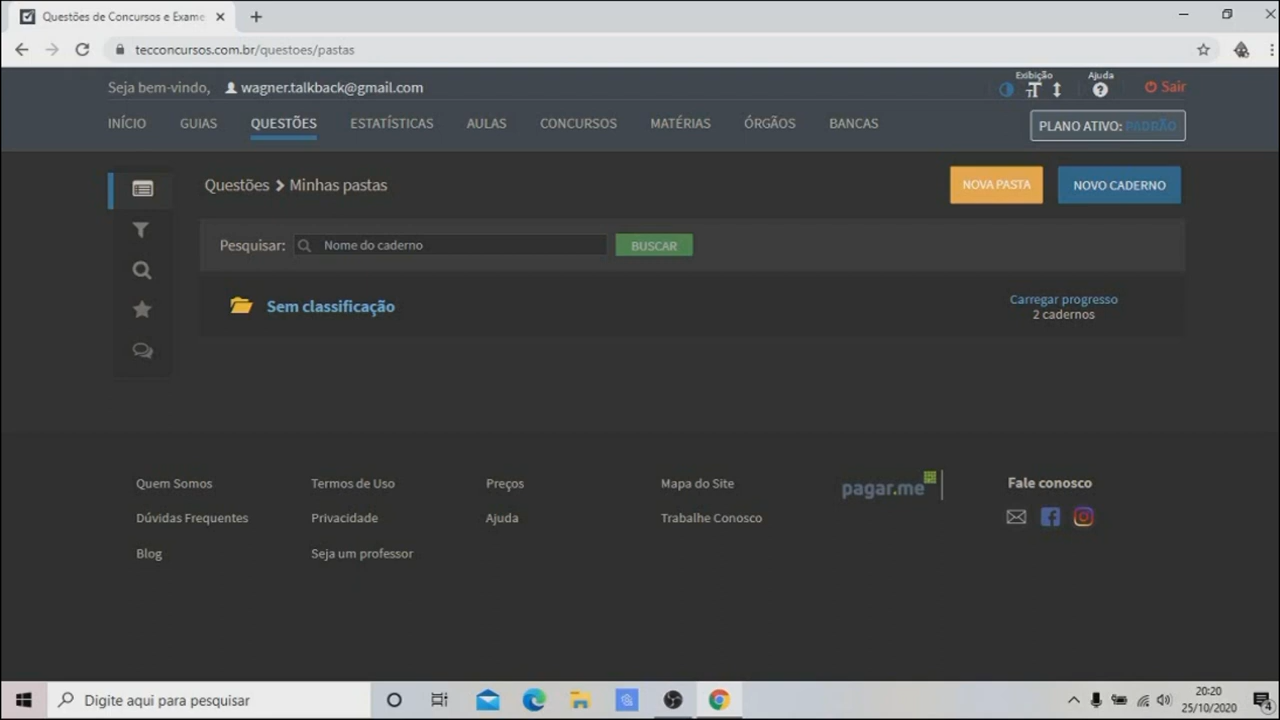 Questões de Concursos e Exame
tecconcursos.com.br/questoes/pastas
Seja bem-vindo, wagner.talkback@gmail.com
Exibição
Ajuda
Sair
INÍCIO GUIAS QUESTÕES ESTATÍSTICAS AULAS CONCURSOS MATÉRIAS ÓRGÃOS BANCAS
PLANO ATIVO: PADRÃO
Questões > Minhas pastas
NOVA PASTA
NOVO CADERNO
Pesquisar: Nome do caderno BUSCAR
Sem classificação
Carregar progresso
2 cadernos
Quem Somos Termos de Uso Preços Mapa do Site
pagar.me
Fale conosco
Dúvidas Frequentes Privacidade Ajuda Trabalhe Conosco
Blog Seja um professor
Digite aqui para pesquisar
20:20
25/10/2020
4